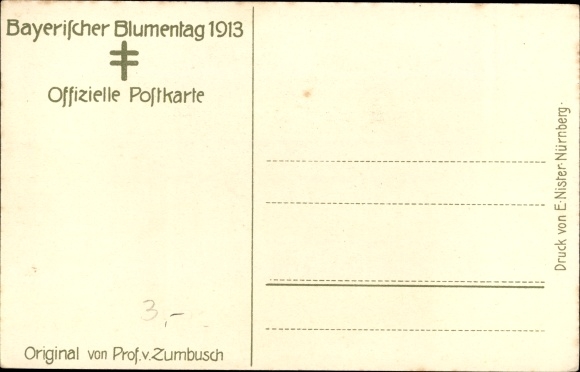 Bayeriſcher Blumentag 1913
Offizielle Poſtkarte
3,-
Original von Prof. v. Zumbusch
Druck von E. Nister-Nürnberg.